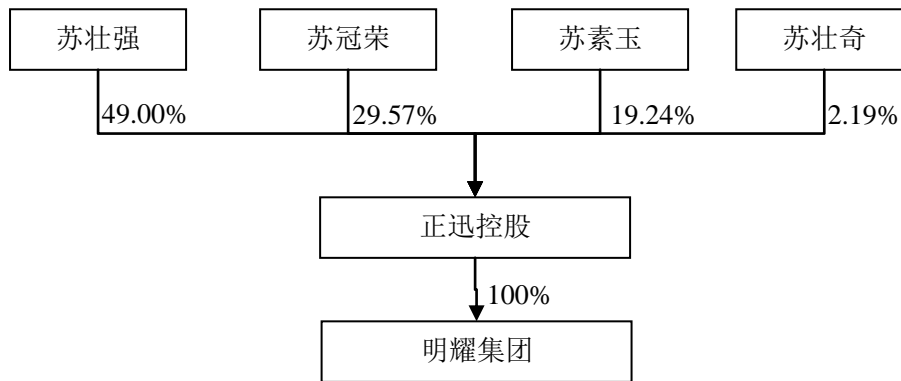 苏壮强
苏冠荣
苏素玉
苏壮奇
49.00%
29.57%
19.24%
2.19%
正迅控股
100%
明耀集团